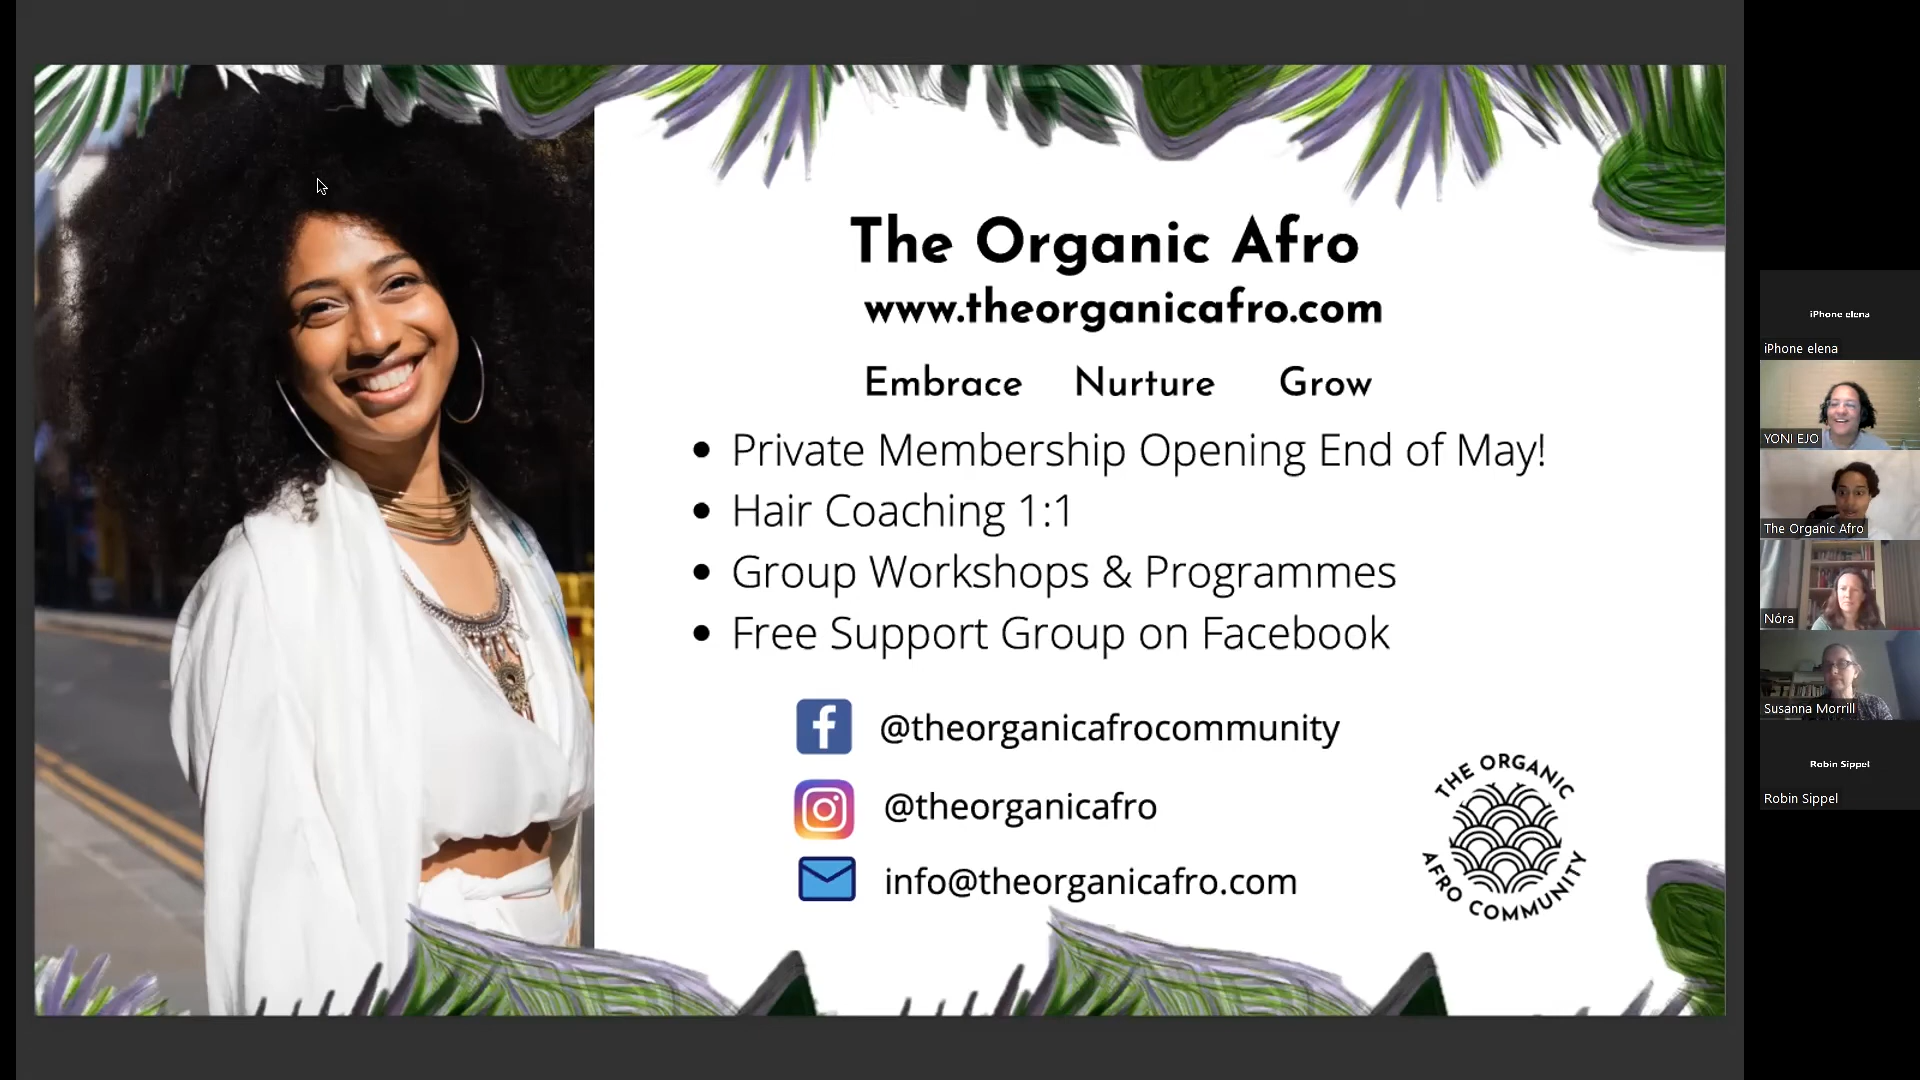 The Organic Afro
www.theorganicafro.com
Embrace Nurture Grow
• Private Membership Opening End of May!
• Hair Coaching 1:1
• Group Workshops & Programmes
• Free Support Group on Facebook
@theorganicafrocommunity
@theorganicafro
info@theorganicafro.com
THE ORGANIC
AFRO COMMUNITY
iPhone elena
iPhone elena
YONI EJO
The Organic Afro
Nóra
Susanna Morrill
Robin Sippel
Robin Sippel